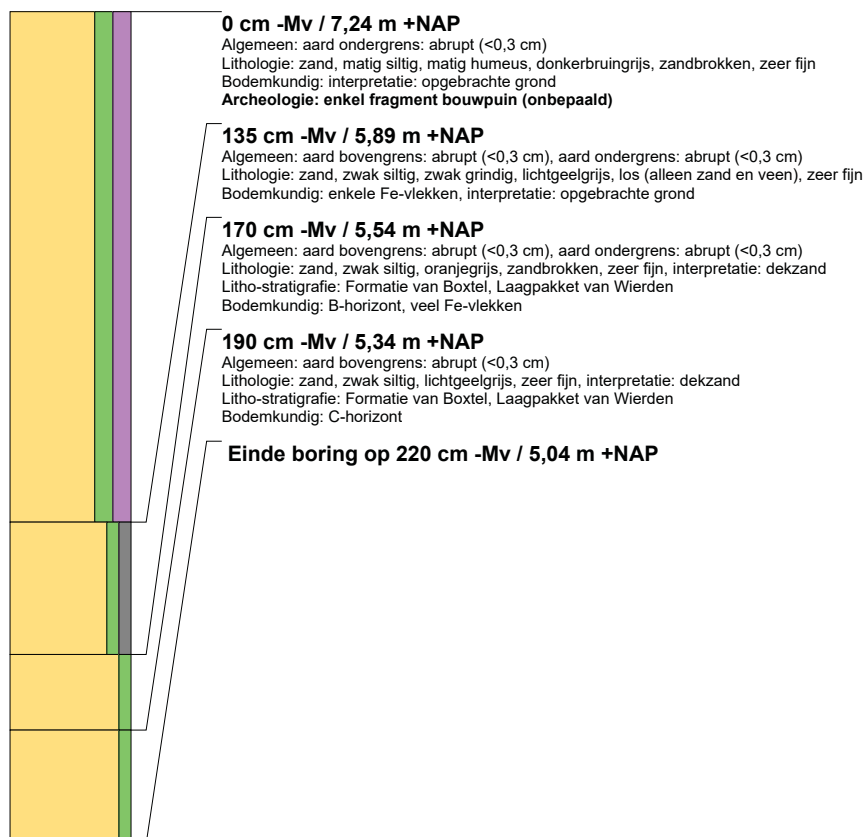 0 cm -Mv / 7,24 m +NAP
Algemeen: aard ondergrens: abrupt (<0,3 cm)
Lithologie: zand, matig siltig, matig humeus, donkerbruingrijs, zandbrokken, zeer fijn
Bodemkundig: interpretatie: opgebrachte grond
Archeologie: enkel fragment bouwpuin (onbepaald)
135 cm -Mv / 5,89 m +NAP
Algemeen: aard bovengrens: abrupt (<0,3 cm), aard ondergrens: abrupt (<0,3 cm)
Lithologie: zand, zwak siltig, zwak grindig, lichtgeelgrijs, los (alleen zand en veen), zeer fijn
Bodemkundig: enkele Fe-vlekken, interpretatie: opgebrachte grond
170 cm -Mv / 5,54 m +NAP
Algemeen: aard bovengrens: abrupt (<0,3 cm), aard ondergrens: abrupt (<0,3 cm)
Lithologie: zand, zwak siltig, oranjegrijs, zandbrokken, zeer fijn, interpretatie: dekzand
Litho-stratigrafie: Formatie van Boxtel, Laagpakket van Wierden
Bodemkundig: B-horizont, veel Fe-vlekken
190 cm -Mv / 5,34 m +NAP
Algemeen: aard bovengrens: abrupt (<0,3 cm)
Lithologie: zand, zwak siltig, lichtgeelgrijs, zeer fijn, interpretatie: dekzand
Litho-stratigrafie: Formatie van Boxtel, Laagpakket van Wierden
Bodemkundig: C-horizont
Einde boring op 220 cm -Mv / 5,04 m +NAP